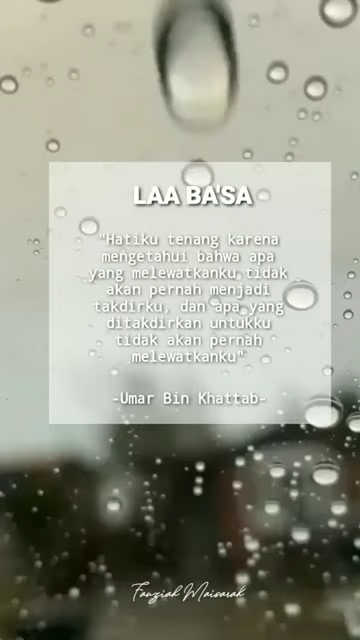 LAA BA'SA
"Hatiku tenang karena
mengetahui bahwa apa
yang melewatkanku tidak
akan pernah menjadi
takdirku, dan apa yang
ditakdirkan untukku
tidak akan pernah
melewatkanku"
-Umar Bin Khattab-
Fauziah Maisarah